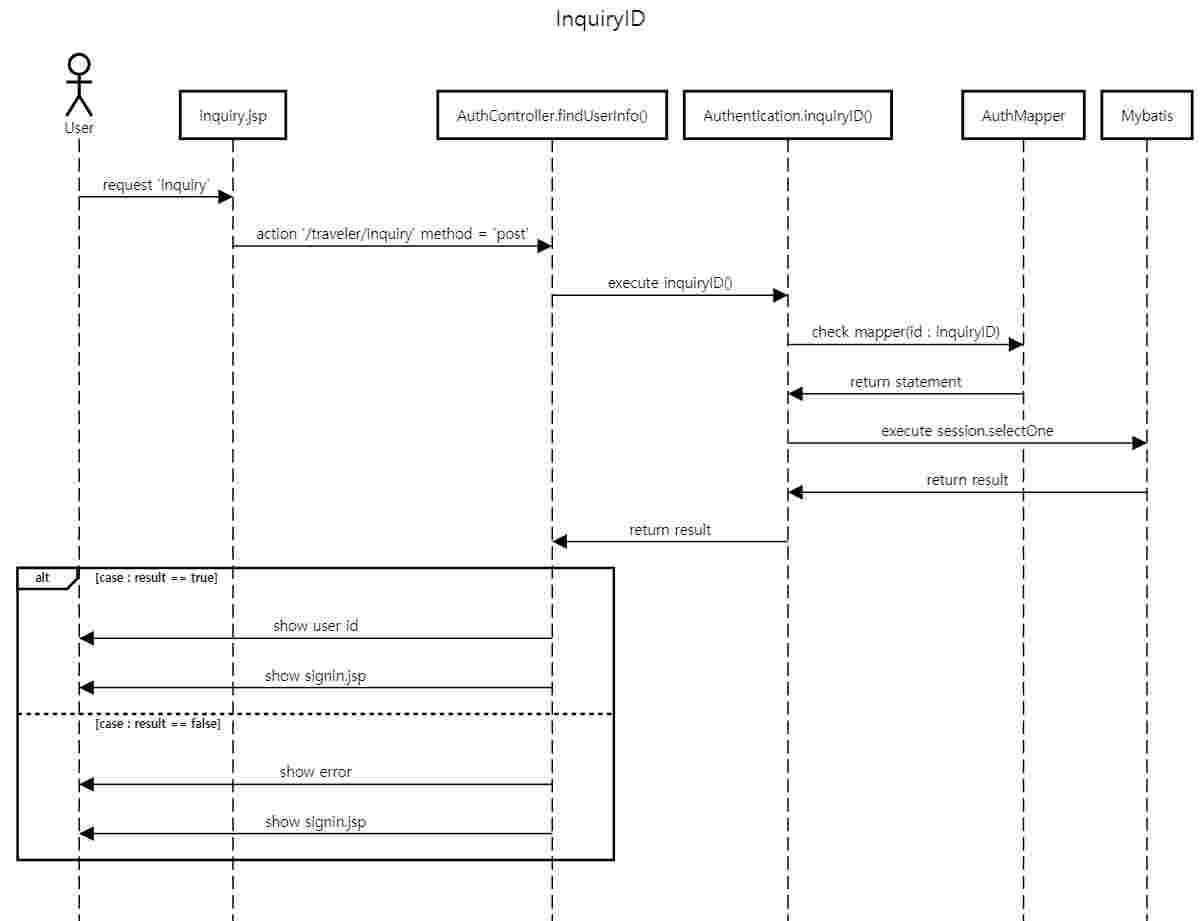 InquiryID
User
inquiry.jsp
AuthController.findUserInfo()
Authentication.inquiryID()
AuthMapper
Mybatis
request 'Inquiry'
action '/traveler/inquiry' method = 'post'
execute inquiryID()
check mapper(id : inquiryID)
return statement
execute session.selectOne
return result
return result
alt
[case : result == true]
show user id
show signin.jsp
[case : result == false]
show error
show signin.jsp